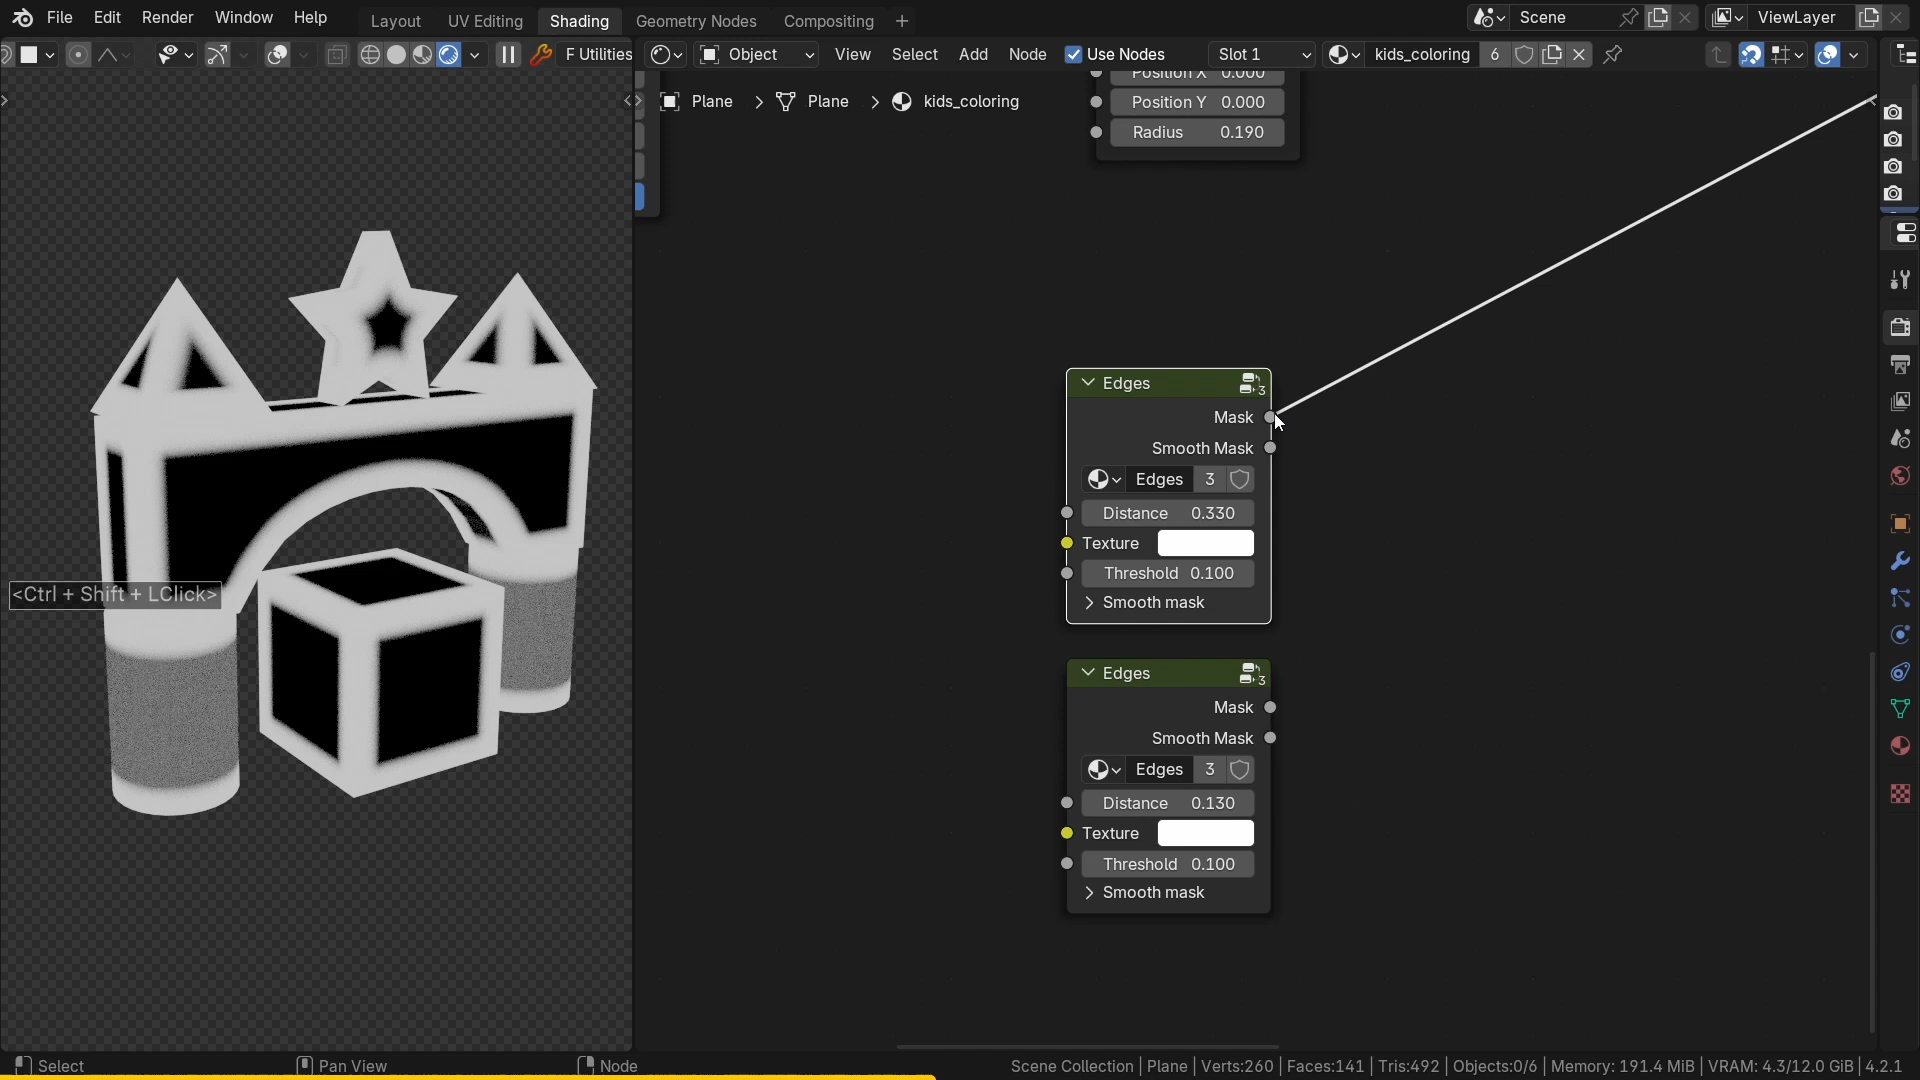 File Edit Render Window Help Layout UV Editing Shading Geometry Nodes Compositing + Scene ViewLayer
F Utilities Object View Select Add Node Use Nodes Slot 1 kids_coloring 6
Position X 0.000
Plane > Plane > kids_coloring
Position Y 0.000
Radius 0.190
Edges 3
Mask
Smooth Mask
Edges 3
Distance 0.330
Texture
Threshold 0.100
Smooth mask
<Ctrl + Shift + LClick>
Edges 3
Mask
Smooth Mask
Edges 3
Distance 0.130
Texture
Threshold 0.100
Smooth mask
Select Pan View Node Scene Collection | Plane | Verts:260 | Faces:141 | Tris:492 | Objects:0/6 | Memory: 191.4 MiB | VRAM: 4.3/12.0 GiB | 4.2.1